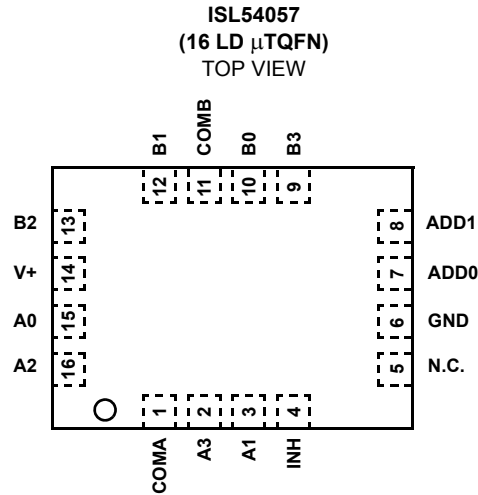 ISL54057
(16 LD μTQFN)
TOP VIEW
B1
COMB
B0
B3
12
11
10
9
B2
13
V+
14
A0
15
A2
16
8
ADD1
7
ADD0
6
GND
5
N.C.
1
2
3
4
COMA
A3
A1
INH